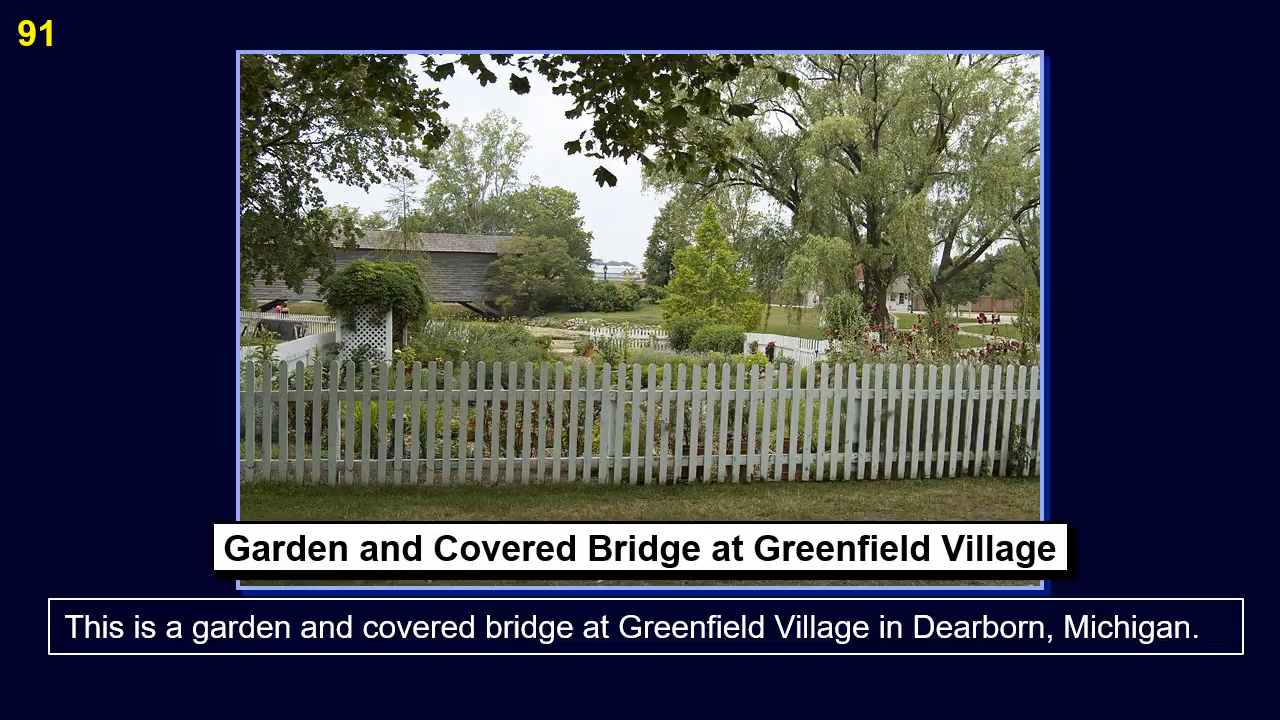 91
Garden and Covered Bridge at Greenfield Village
This is a garden and covered bridge at Greenfield Village in Dearborn, Michigan.